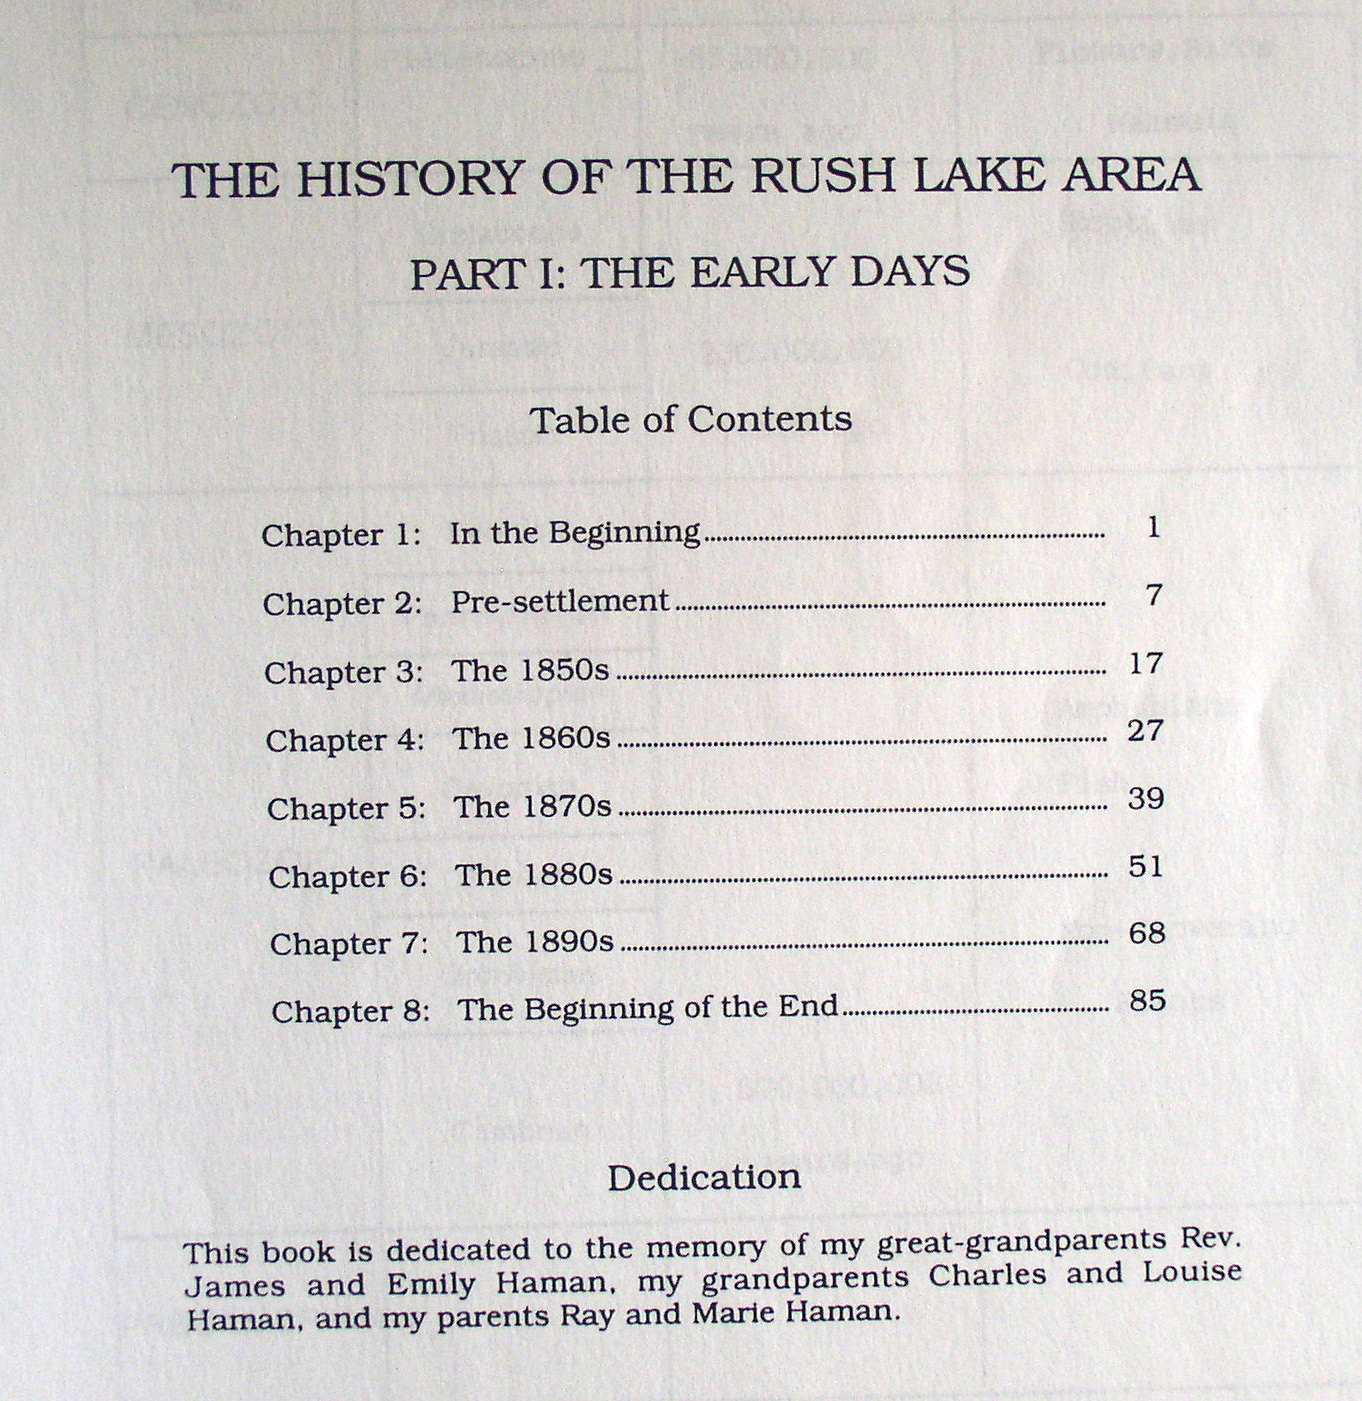 THE HISTORY OF THE RUSH LAKE AREA
PART I: THE EARLY DAYS
Table of Contents
Chapter 1: In the Beginning 1
Chapter 2: Pre-settlement 7
Chapter 3: The 1850s 17
Chapter 4: The 1860s 27
Chapter 5: The 1870s 39
Chapter 6: The 1880s 51
Chapter 7: The 1890s 68
Chapter 8: The Beginning of the End 85
Dedication
This book is dedicated to the memory of my great-grandparents Rev.
James and Emily Haman, my grandparents Charles and Louise
Haman, and my parents Ray and Marie Haman.